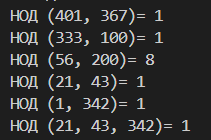 НОД (401, 367)= 1
НОД (333, 100)= 1
НОД (56, 200)= 8
НОД (21, 43)= 1
НОД (1, 342)= 1
НОД (21, 43, 342)= 1